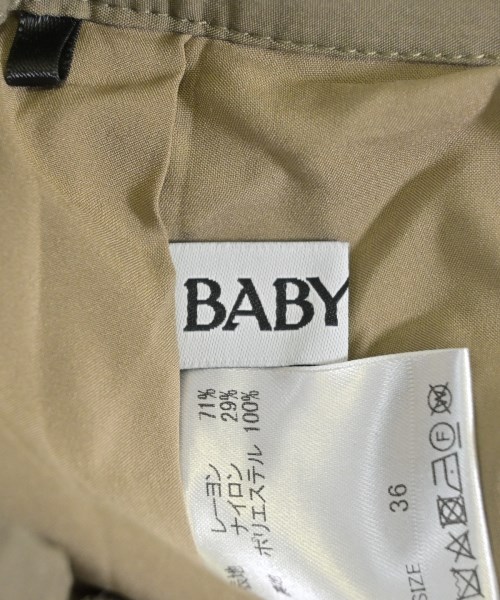 BABY
レーヨン 71%
ナイロン 29%
ポリエステル 100%
SIZE 36
F